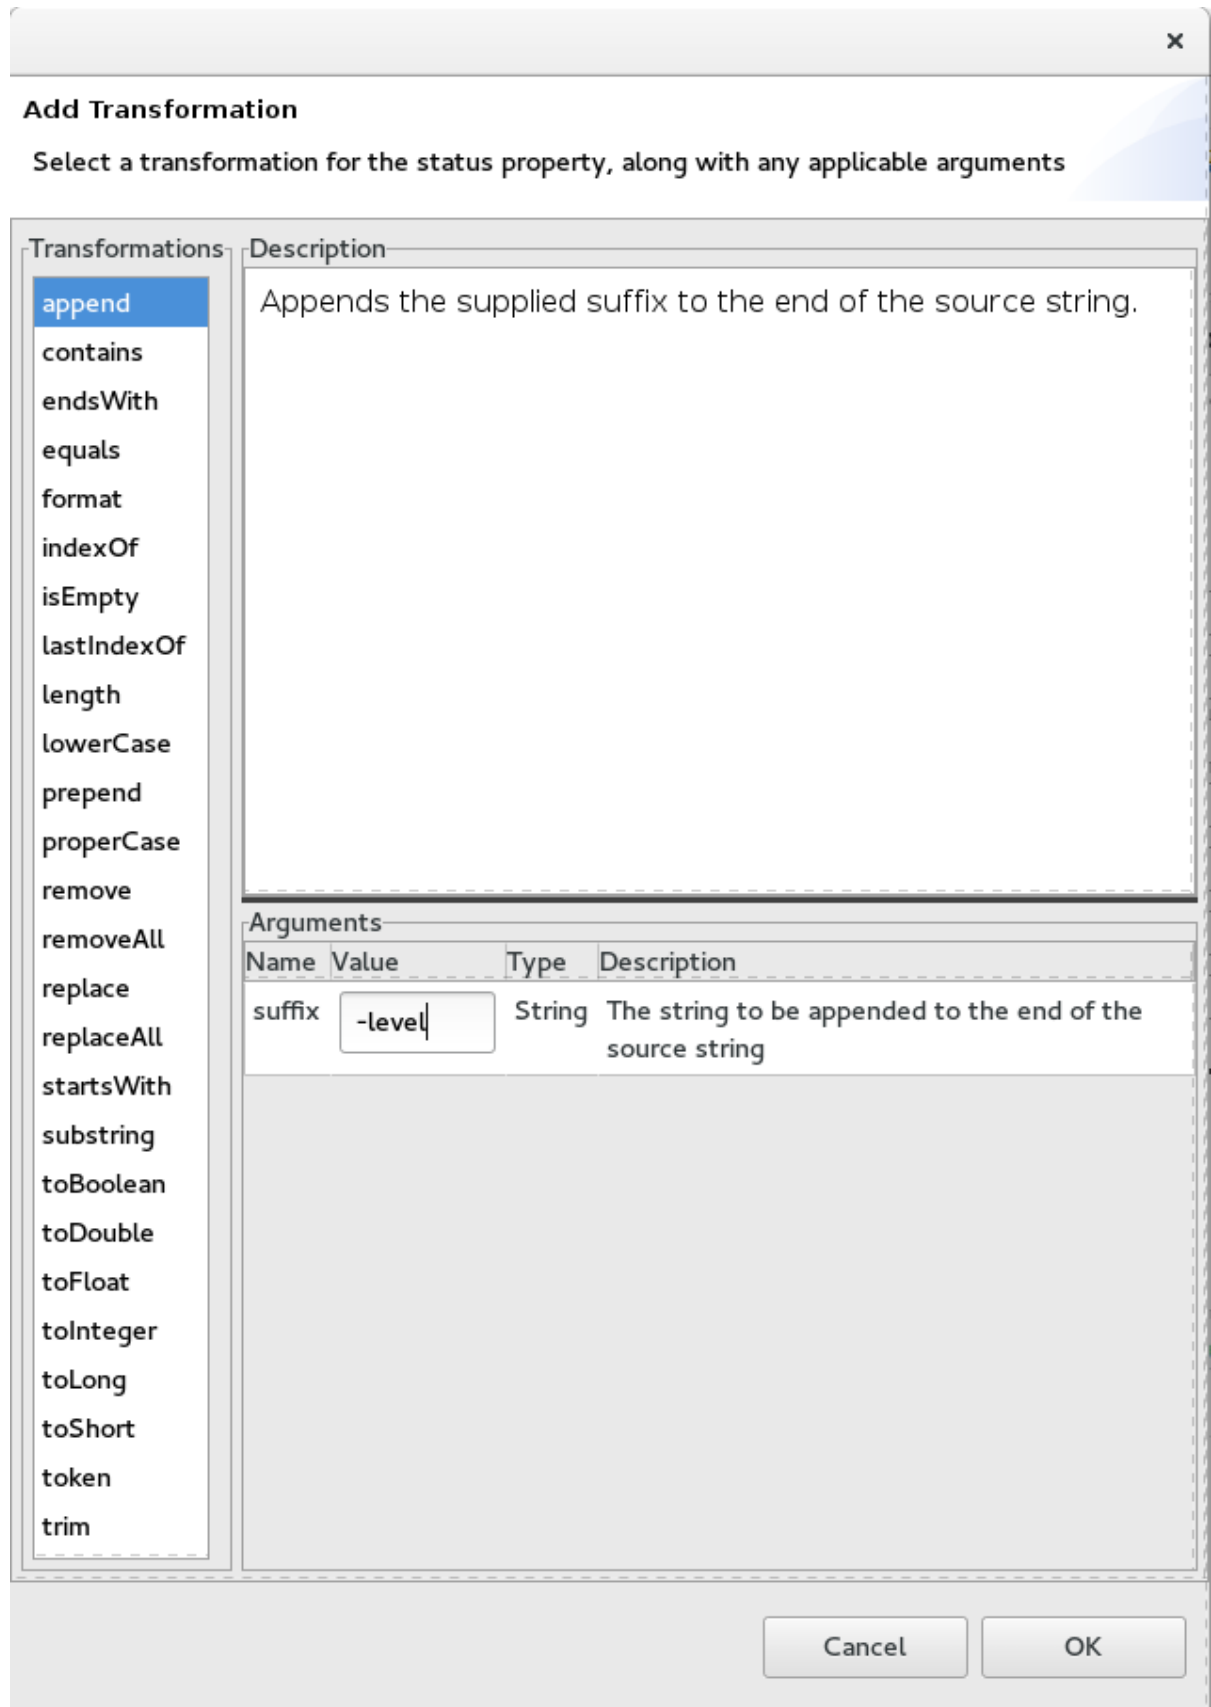 ×
Add Transformation
Select a transformation for the status property, along with any applicable arguments
Transformations
append
contains
endsWith
equals
format
indexOf
isEmpty
lastIndexOf
length
lowerCase
prepend
properCase
remove
removeAll
replace
replaceAll
startsWith
substring
toBoolean
toDouble
toFloat
toInteger
toLong
toShort
token
trim
Description
Appends the supplied suffix to the end of the source string.
Arguments
Name Value Type Description
suffix -level String The string to be appended to the end of the
source string
Cancel OK